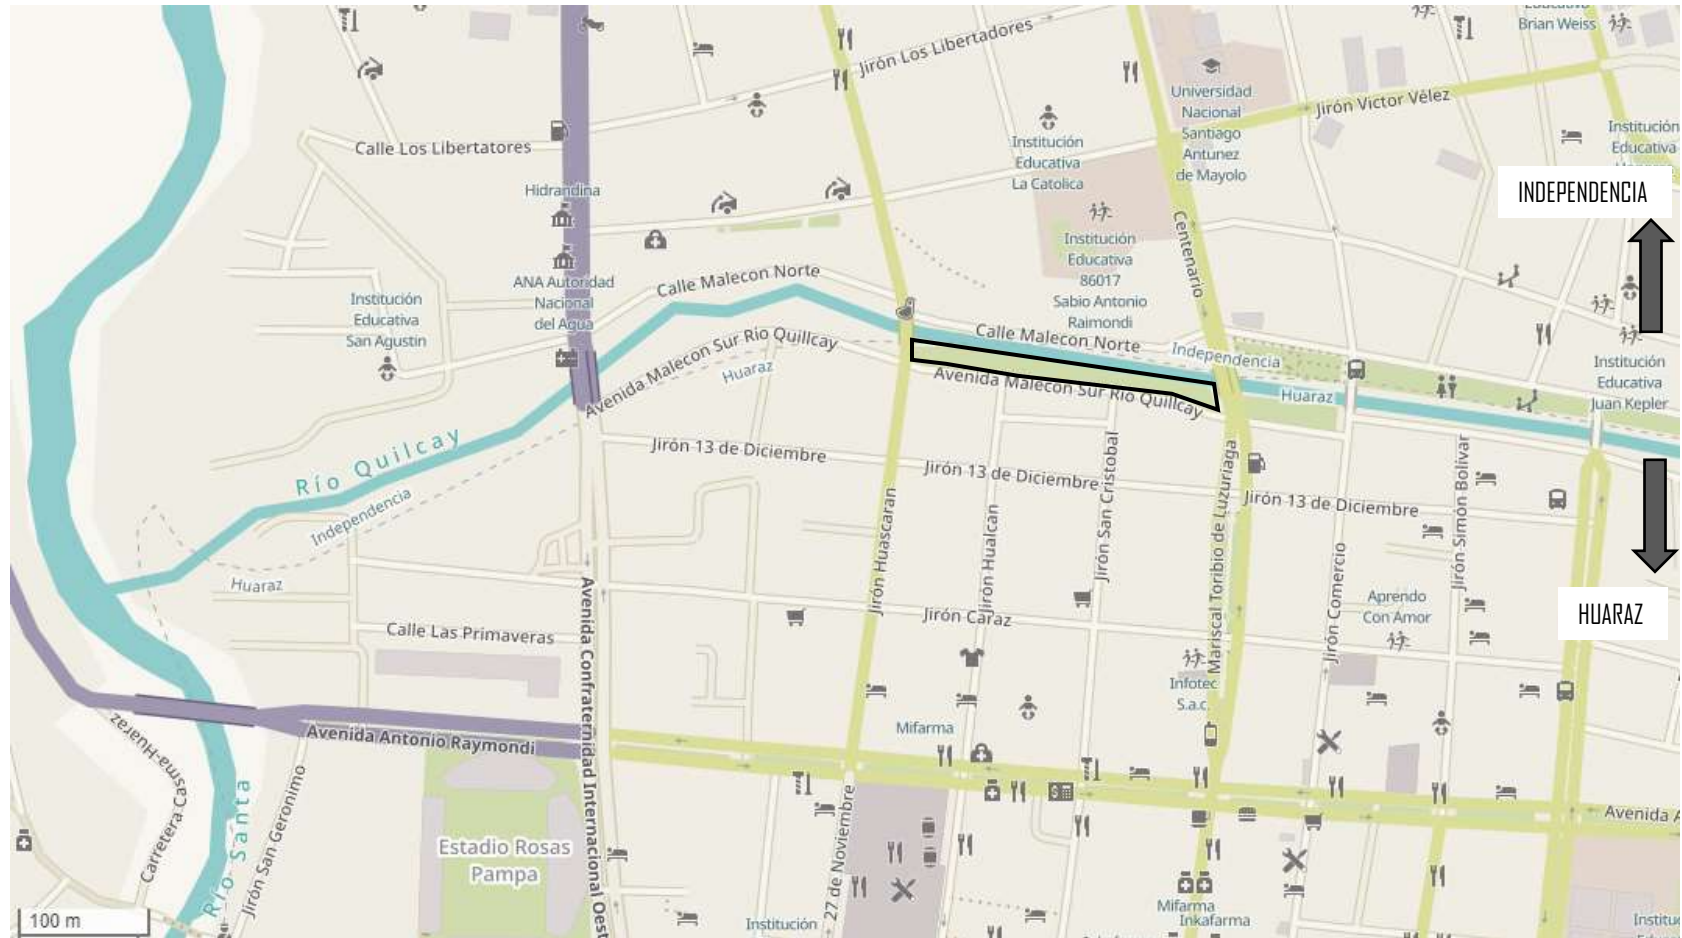 Educativa
Brian Weiss
Jirón Los Libertadores
Universidad
Nacional
Santiago
Antunez
de Mayolo
Jirón Victor Vélez
Institución
Educativa
Institución
Educativa
La Catolica
Calle Los Libertatores
Hidrandina
INDEPENDENCIA
Centenario
Institución
Educativa
86017
Sabio Antonio
Raimondi
ANA Autoridad
Nacional
del Agua
Calle Malecon Norte
Institución
Educativa
San Agustin
Calle Malecon Norte
Independencia
Avenida Malecon Sur Río Quillcay
Huaraz
Avenida Malecon Sur Río Quillcay
Huaraz
Institución
Educativa
Juan Kepler
Río Quilcay
Independencia
Jirón 13 de Diciembre
Jirón 13 de Diciembre
Jirón 13 de Diciembre
Jirón San Cristobal
Mariscal Toribio de Luzuriaga
Jirón Simón Bolivar
Jirón Huascaran
Jirón Hualcan
Jirón Comercio
Huaraz
Aprendo
Con Amor
HUARAZ
Jirón Caraz
Calle Las Primaveras
Avenida Confraternidad Internacional Oest
Infotec
S.a.c.
Mifarma
Avenida Antonio Raymondi
Carretera Casma-Huaraz
Río Santa
Jirón San Geronimo
Estadio Rosas
Pampa
27 de Noviembre
Avenida A
Mifarma
Inkafarma
Institución
Institu
100 m